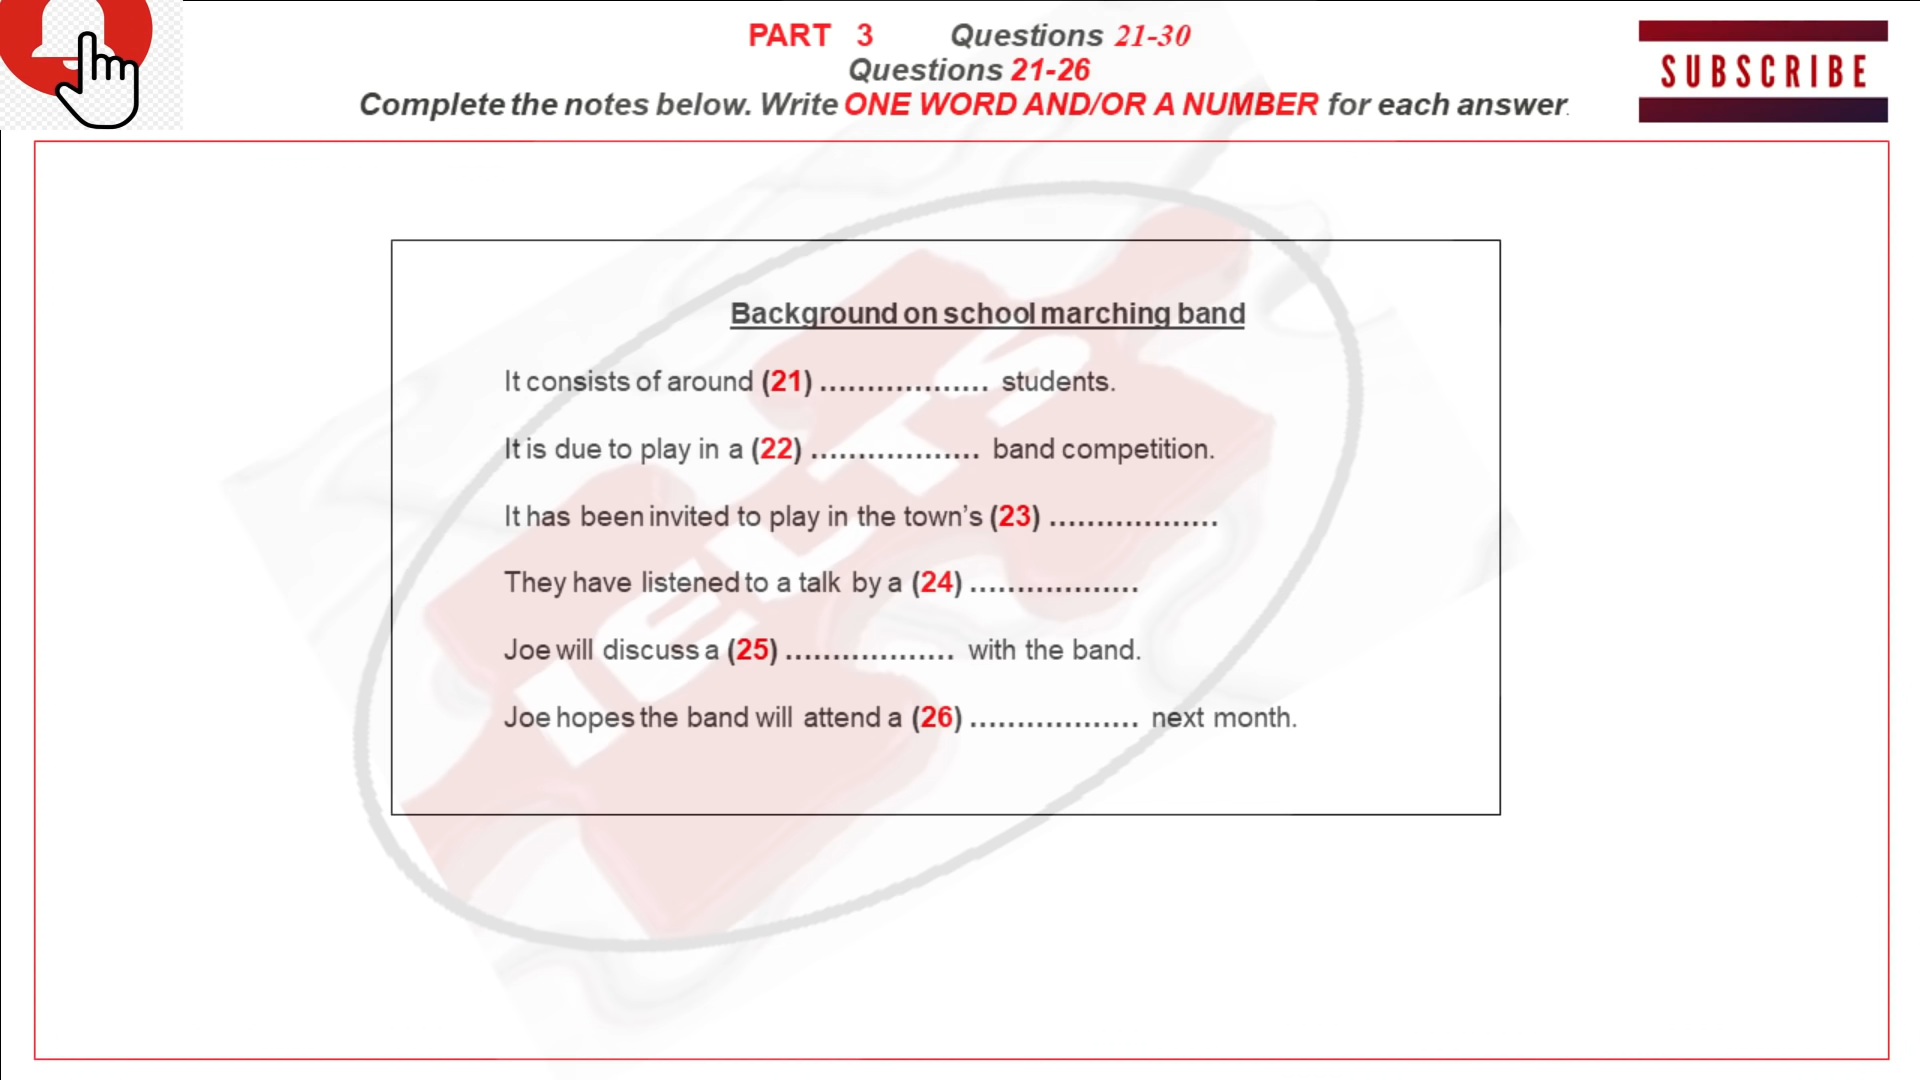 PART 3 Questions 21-30
Questions 21-26
Complete the notes below. Write ONE WORD AND/OR A NUMBER for each answer.
SUBSCRIBE
Background on school marching band
It consists of around (21) .................. students.
It is due to play in a (22) .................. band competition.
It has been invited to play in the town's (23) ..................
They have listened to a talk by a (24) ..................
Joe will discuss a (25) .................. with the band.
Joe hopes the band will attend a (26) .................. next month.
IELTS